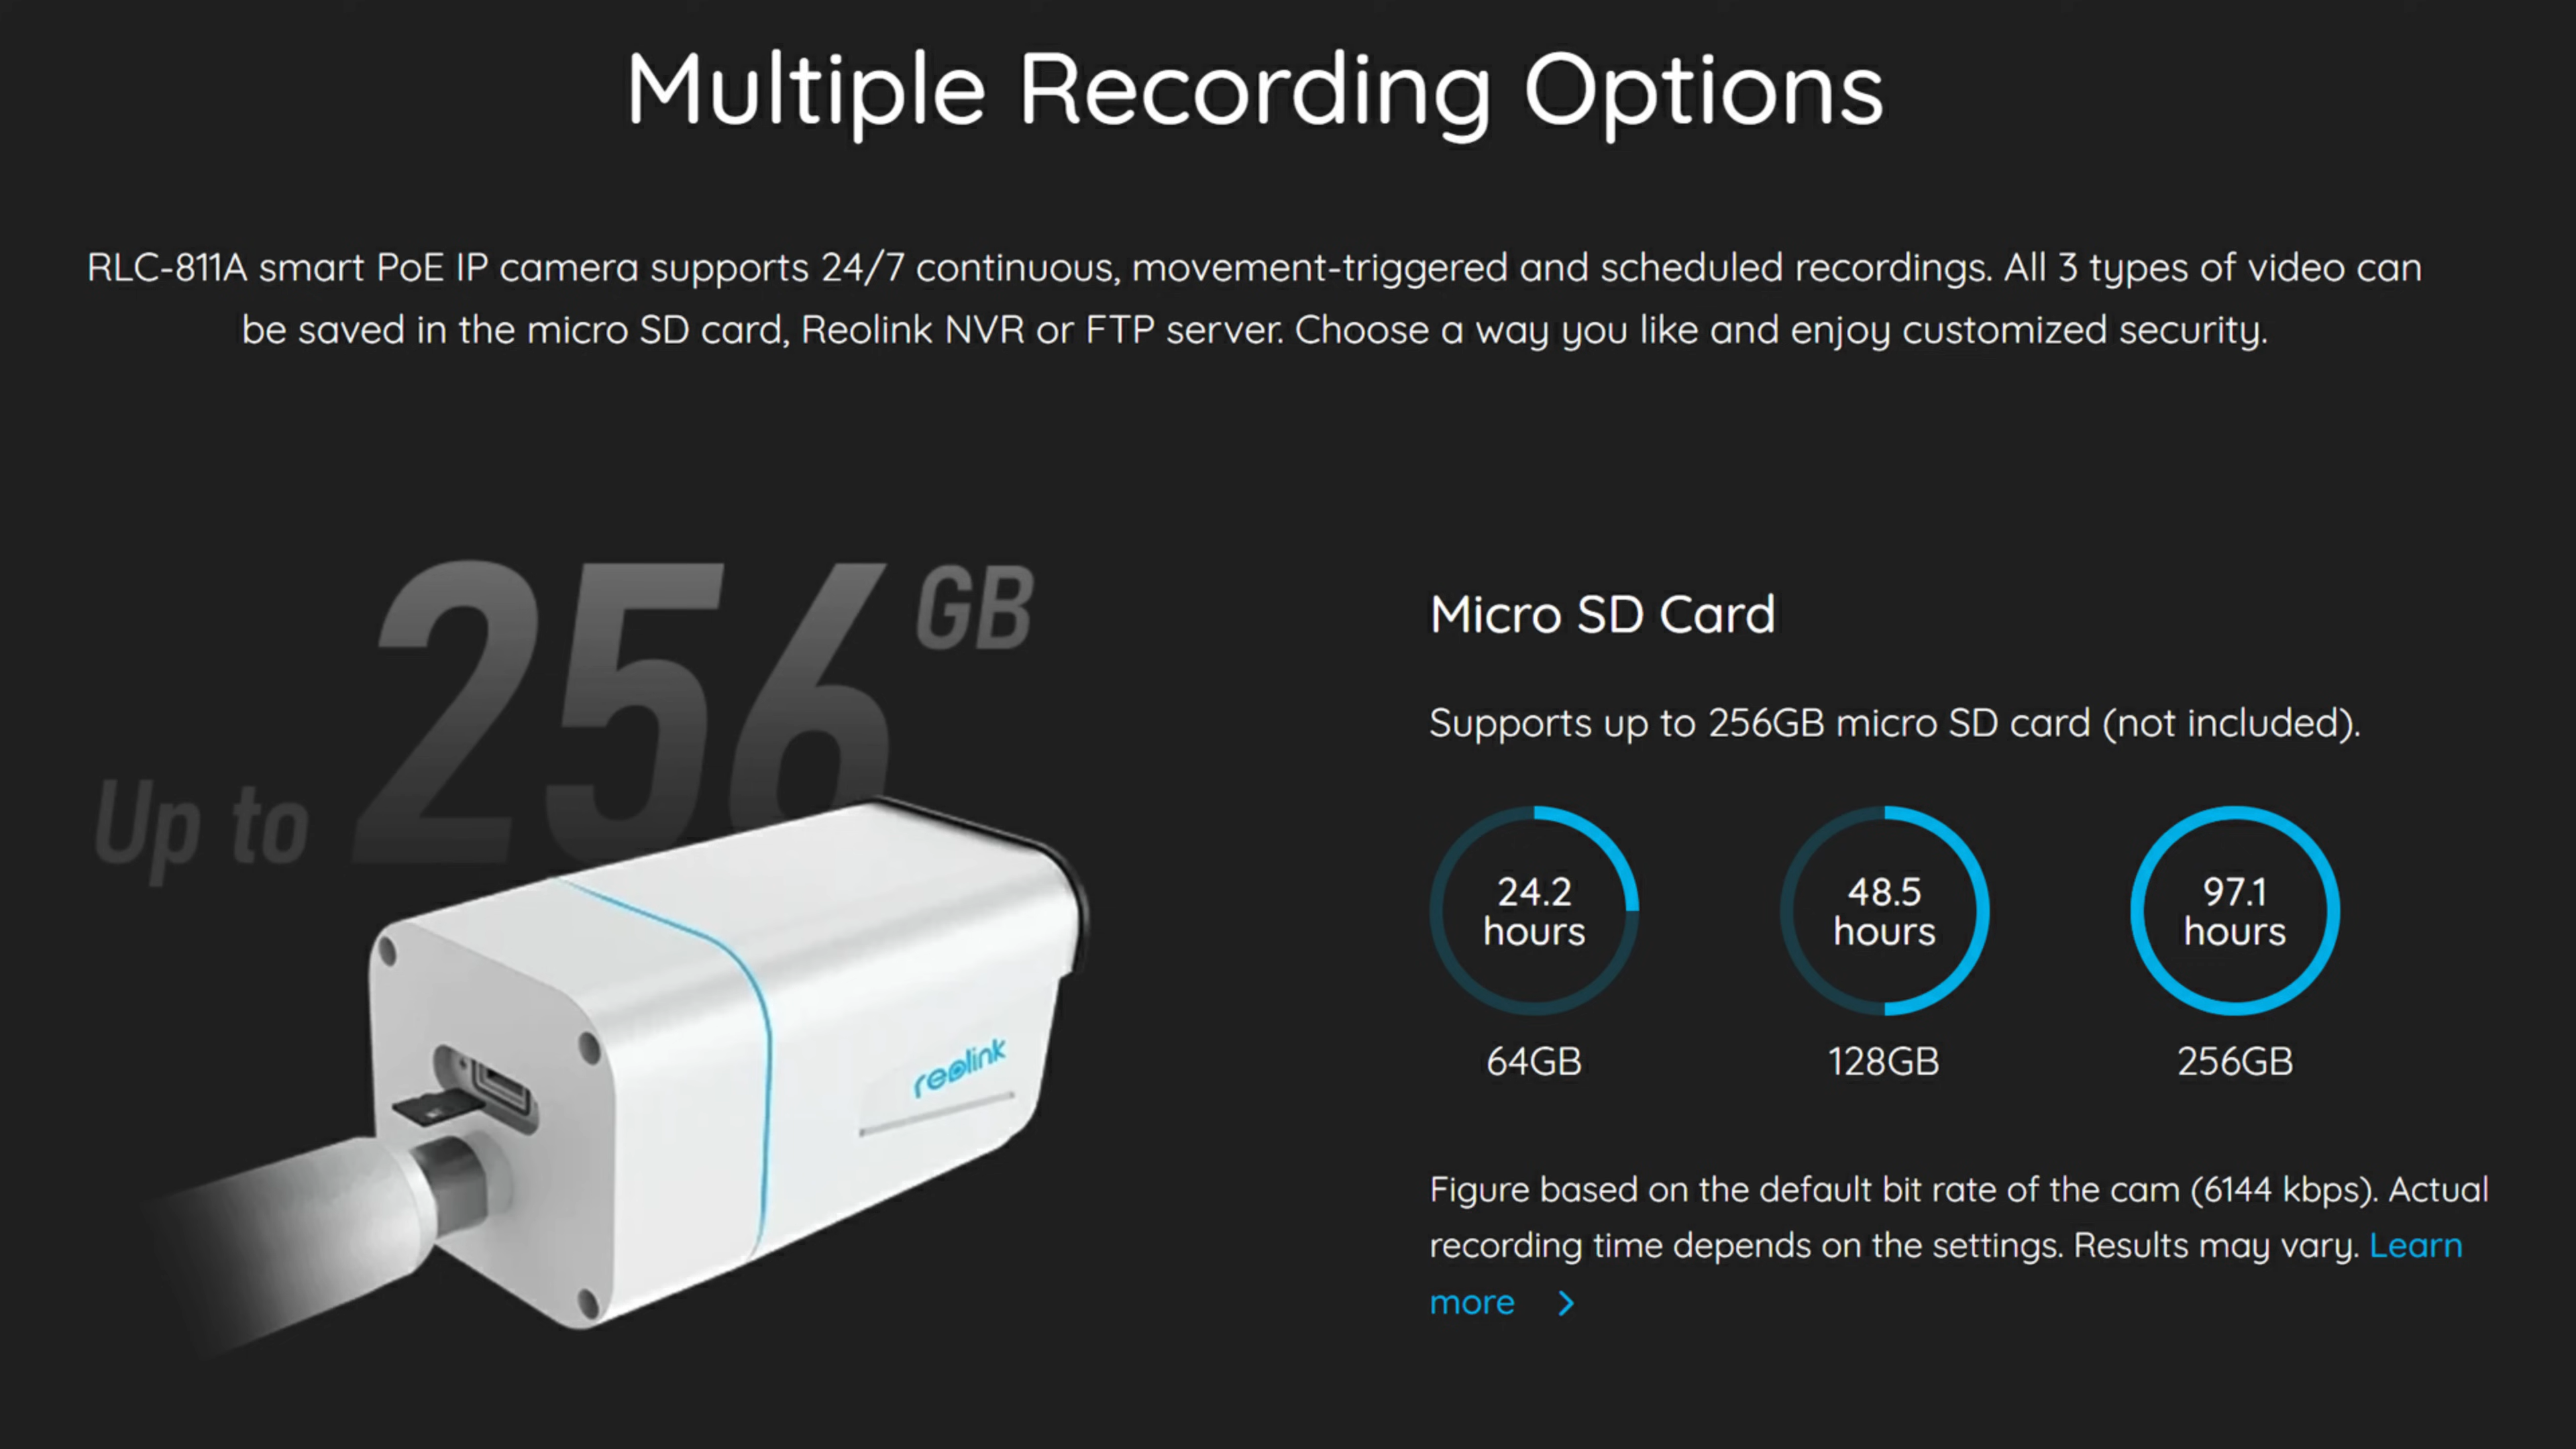 Multiple Recording Options
RLC-811A smart PoE IP camera supports 24/7 continuous, movement-triggered and scheduled recordings. All 3 types of video can
be saved in the micro SD card, Reolink NVR or FTP server. Choose a way you like and enjoy customized security.
Up to 256 GB
reolink
Micro SD Card
Supports up to 256GB micro SD card (not included).
24.2 hours
64GB
48.5 hours
128GB
97.1 hours
256GB
Figure based on the default bit rate of the cam (6144 kbps). Actual
recording time depends on the settings. Results may vary. Learn
more >